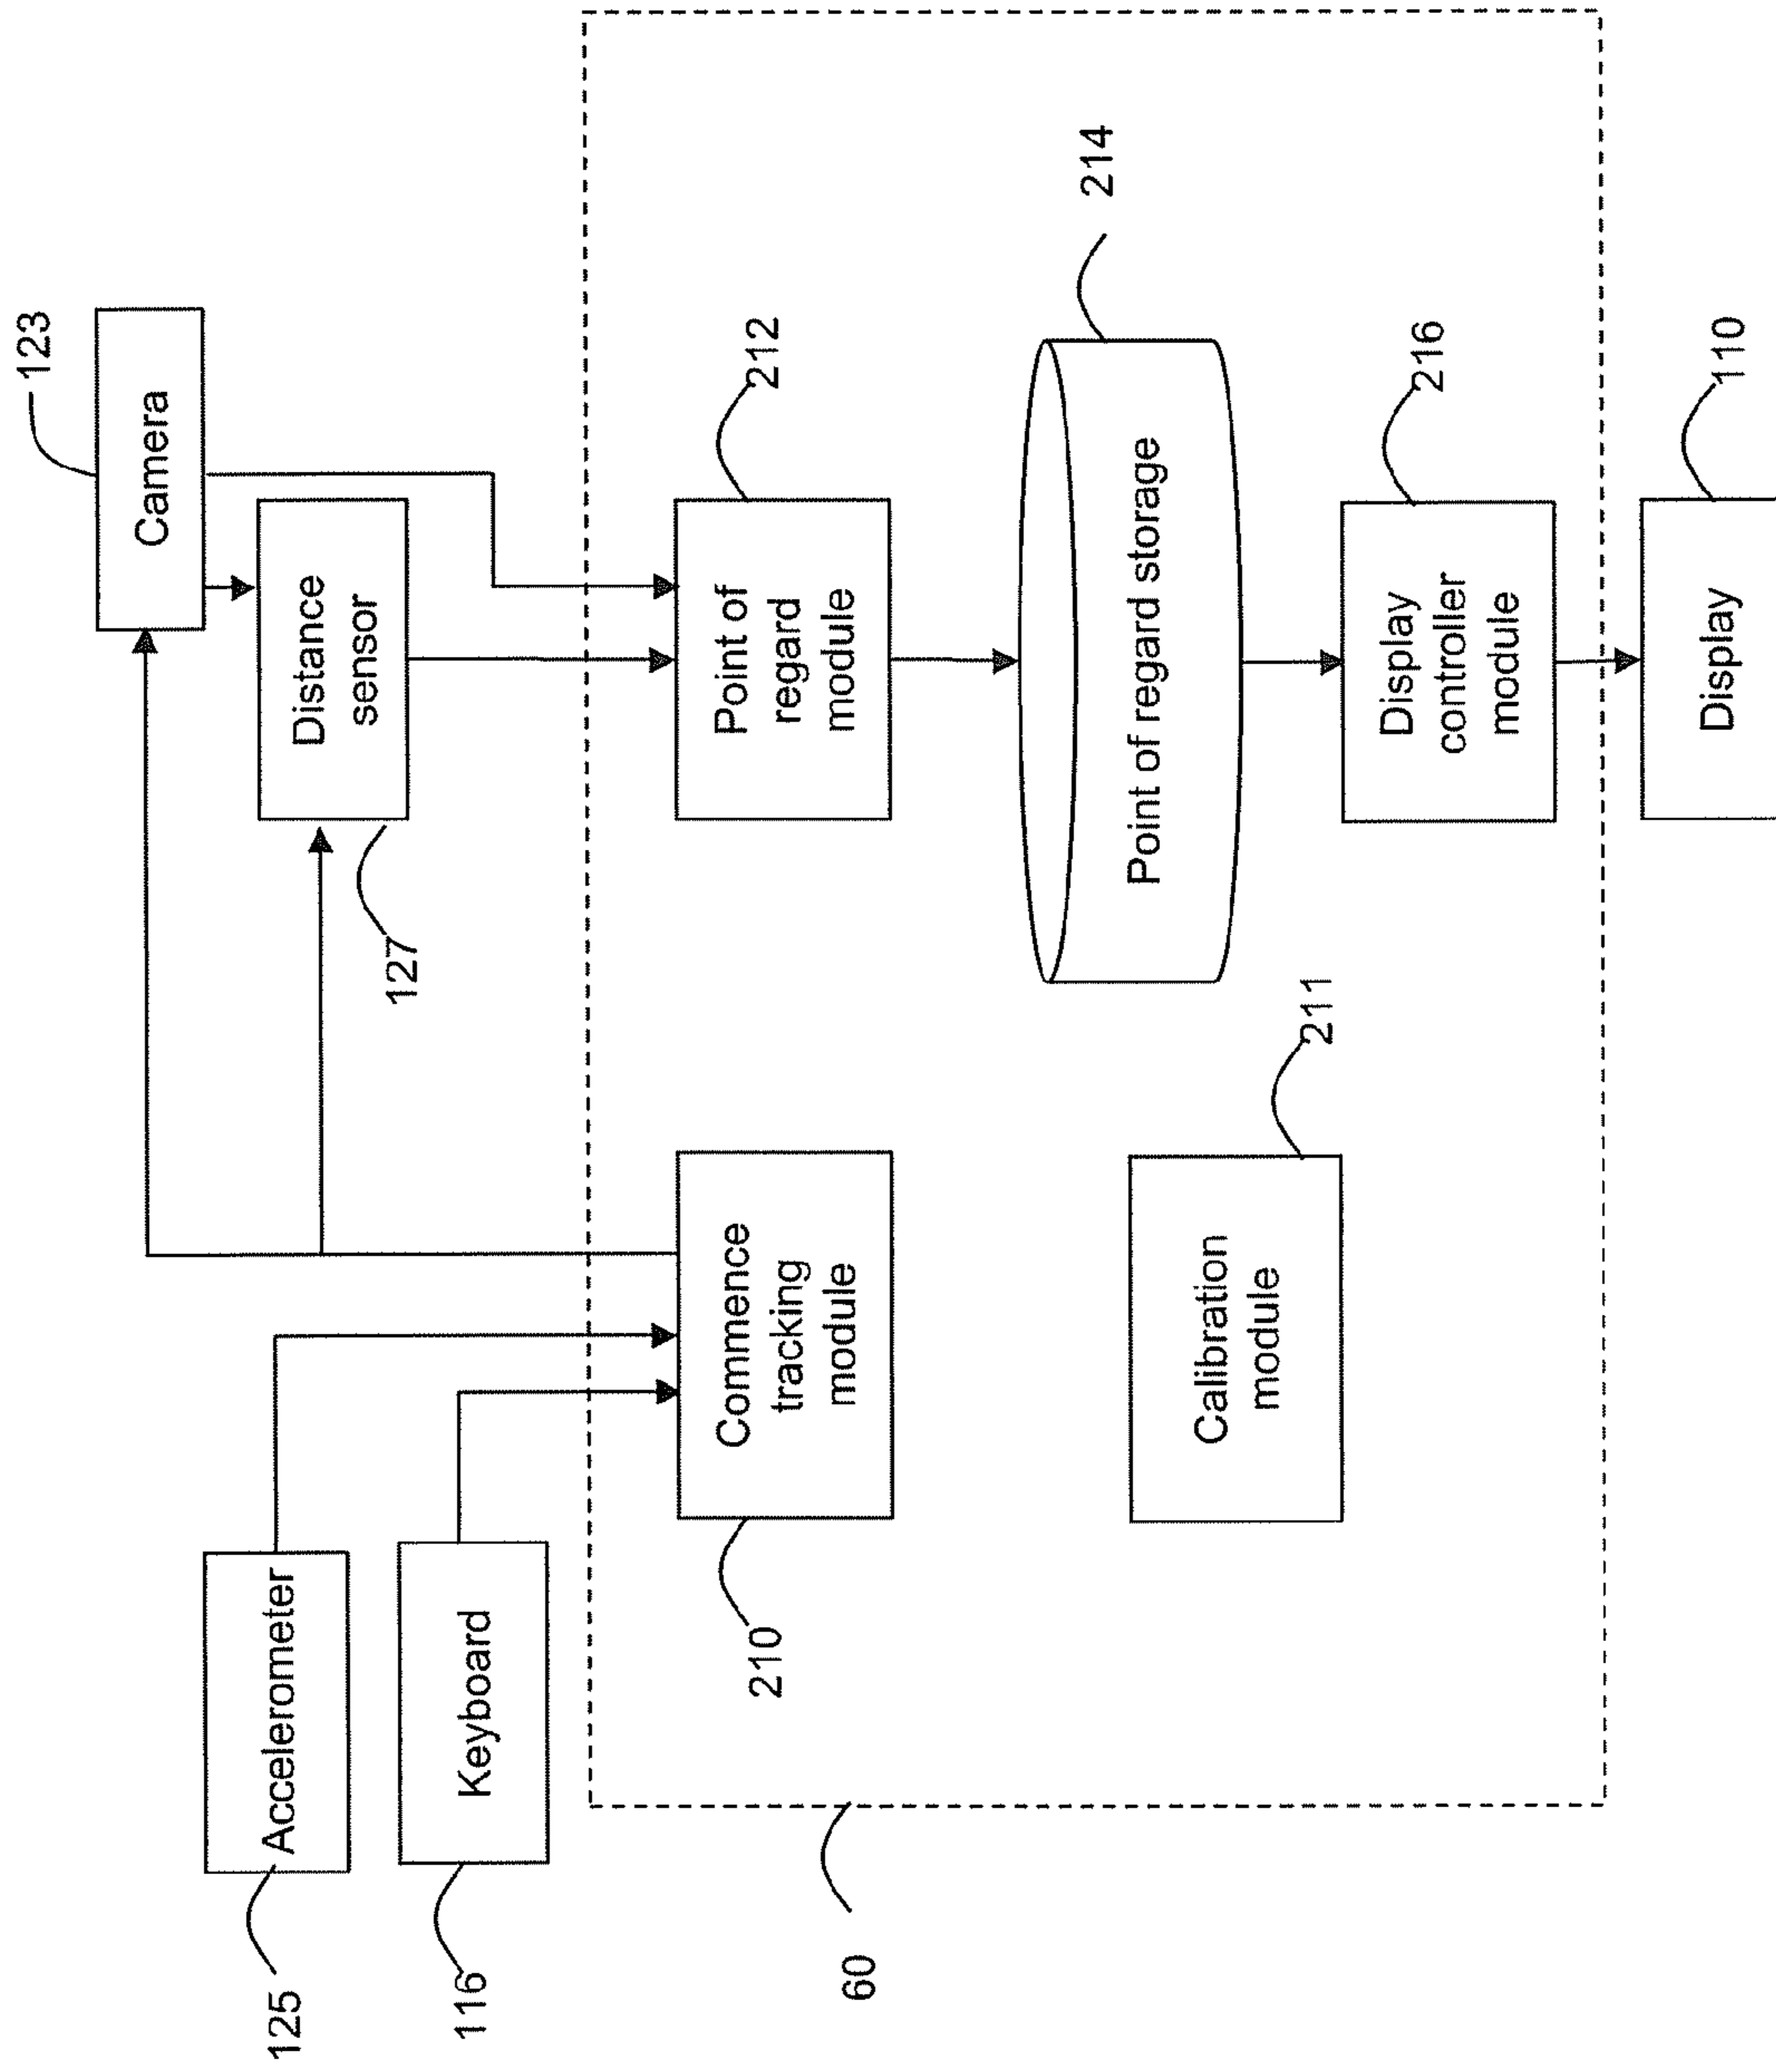 125
Accelerometer
116
Keyboard
60
210
Commence
tracking
module
Calibration
module
211
123
Camera
127
Distance
sensor
212
Point of
regard
module
214
Point of regard storage
216
Display
controller
module
110
Display